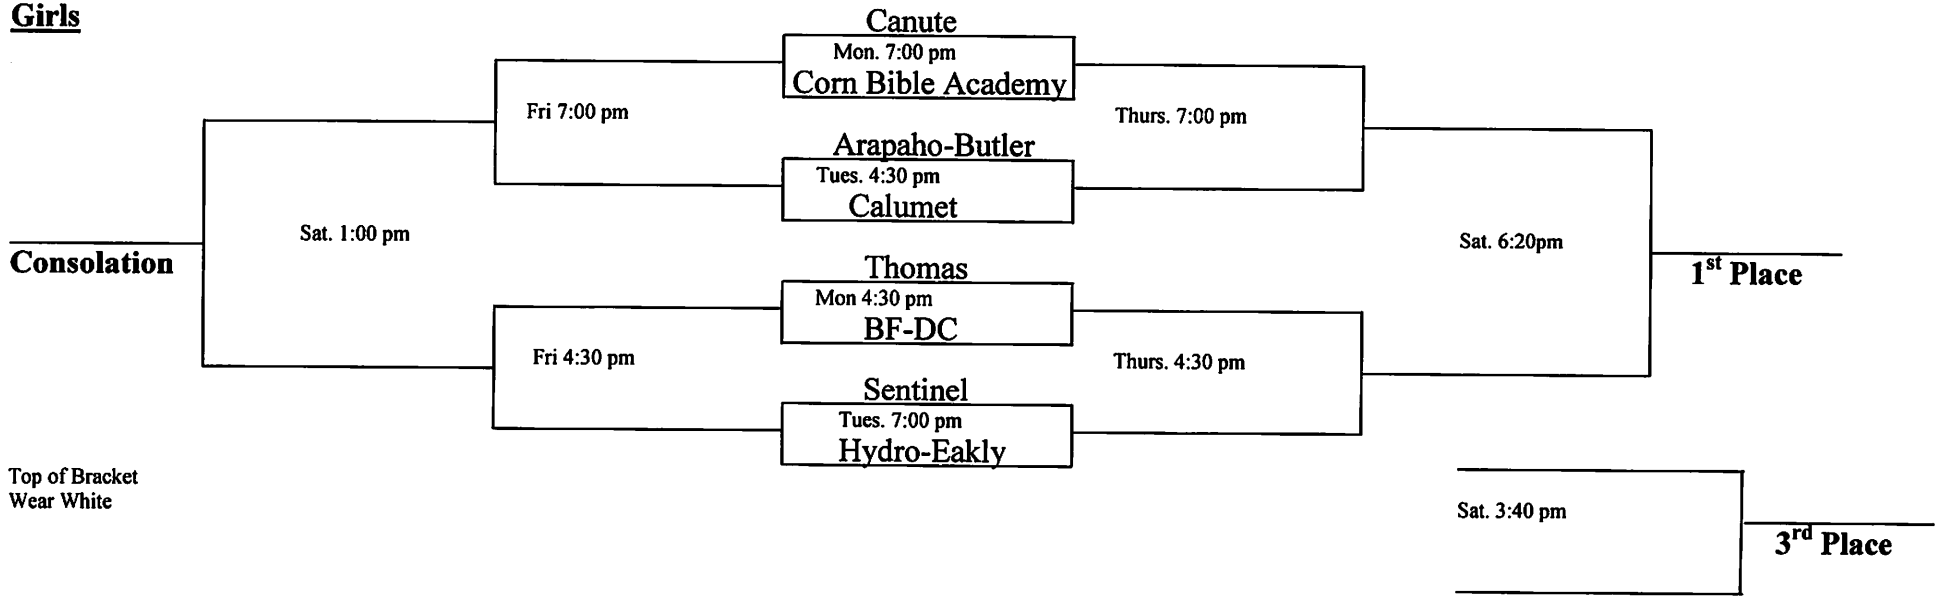 Girls
Canute
Mon. 7:00 pm
Corn Bible Academy
Fri 7:00 pm
Thurs. 7:00 pm
Arapaho-Butler
Tues. 4:30 pm
Calumet
Sat. 1:00 pm
Sat. 6:20pm
Consolation
1st Place
Thomas
Mon 4:30 pm
BF-DC
Fri 4:30 pm
Thurs. 4:30 pm
Sentinel
Tues. 7:00 pm
Hydro-Eakly
Top of Bracket
Wear White
Sat. 3:40 pm
3rd Place